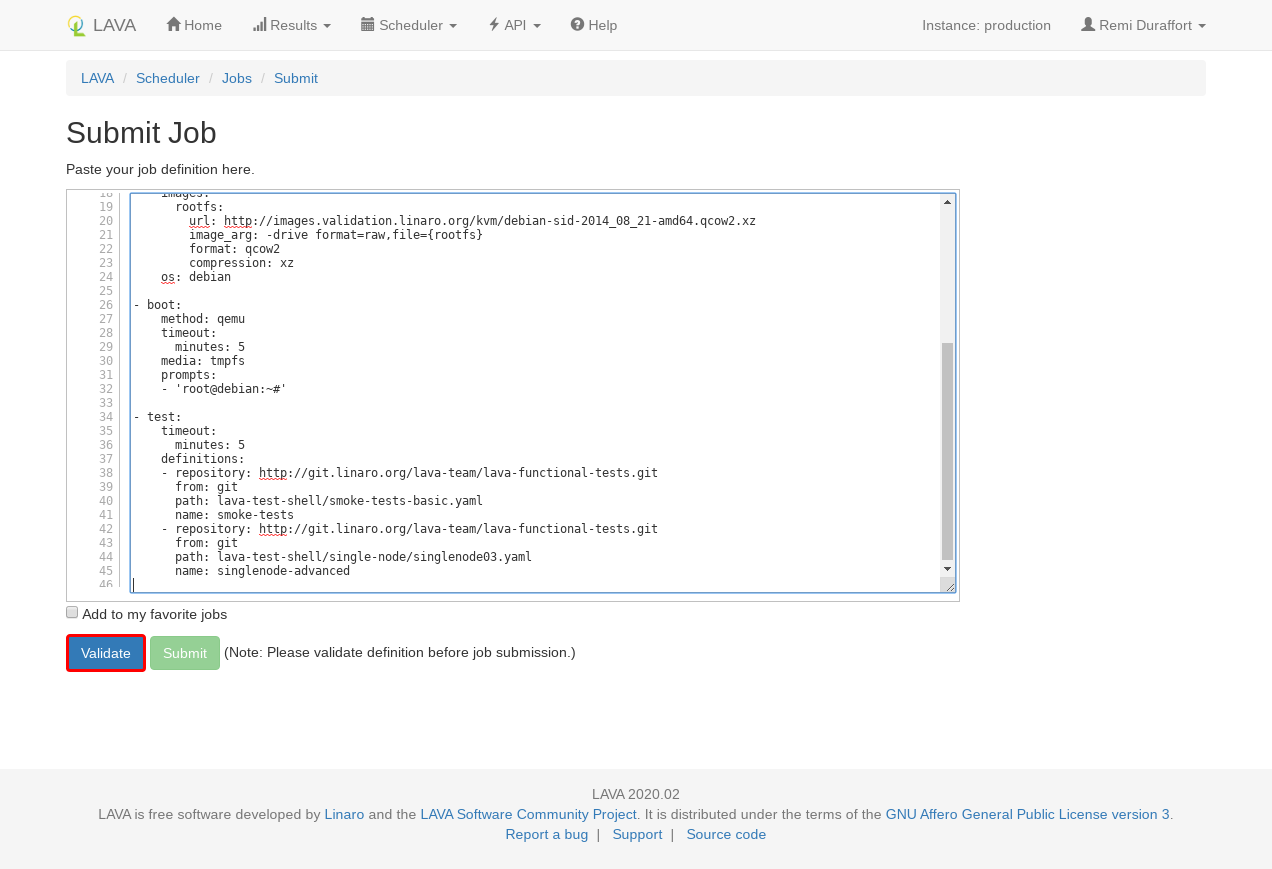 LAVA Home Results Scheduler API Help Instance: production Remi Duraffort
LAVA / Scheduler / Jobs / Submit
Submit Job
Paste your job definition here.
18 images:
19 rootfs:
20 url: http://images.validation.linaro.org/kvm/debian-sid-2014_08_21-amd64.qcow2.xz
21 image_arg: -drive format=raw,file={rootfs}
22 format: qcow2
23 compression: xz
24 os: debian
25
26 - boot:
27 method: qemu
28 timeout:
29 minutes: 5
30 media: tmpfs
31 prompts:
32 - 'root@debian:~#'
33
34 - test:
35 timeout:
36 minutes: 5
37 definitions:
38 - repository: http://git.linaro.org/lava-team/lava-functional-tests.git
39 from: git
40 path: lava-test-shell/smoke-tests-basic.yaml
41 name: smoke-tests
42 - repository: http://git.linaro.org/lava-team/lava-functional-tests.git
43 from: git
44 path: lava-test-shell/single-node/singlenode03.yaml
45 name: singlenode-advanced
46
Add to my favorite jobs
Validate Submit (Note: Please validate definition before job submission.)
LAVA 2020.02
LAVA is free software developed by Linaro and the LAVA Software Community Project. It is distributed under the terms of the GNU Affero General Public License version 3.
Report a bug | Support | Source code